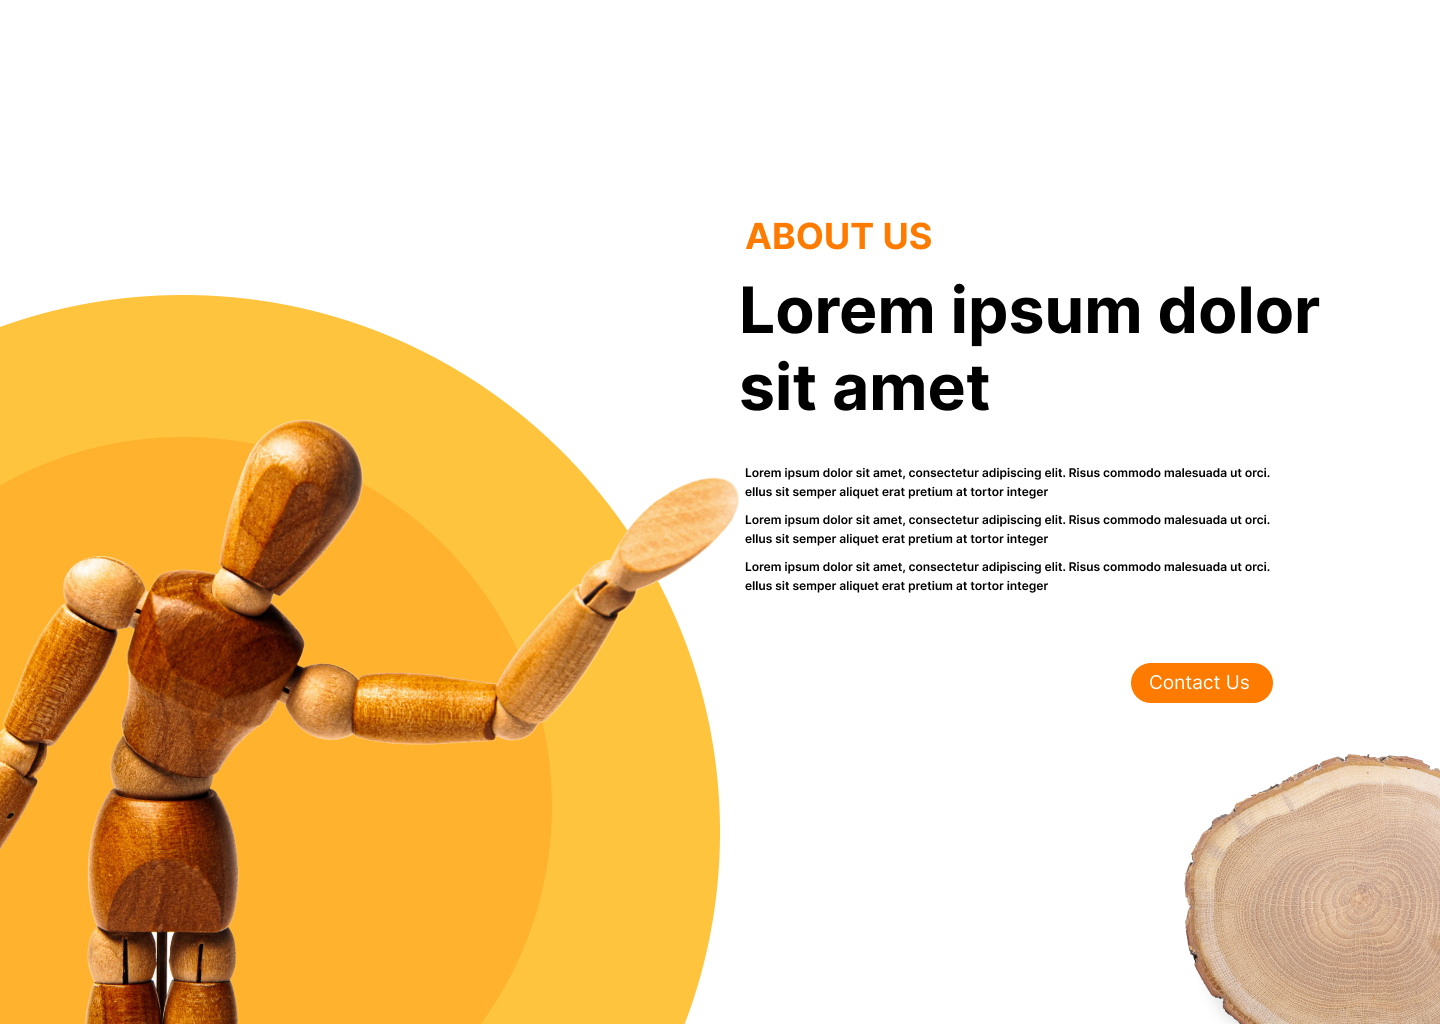 ABOUT US
Lorem ipsum dolor
sit amet
Lorem ipsum dolor sit amet, consectetur adipiscing elit. Risus commodo malesuada ut orci.
ellus sit semper aliquet erat pretium at tortor integer
Lorem ipsum dolor sit amet, consectetur adipiscing elit. Risus commodo malesuada ut orci.
ellus sit semper aliquet erat pretium at tortor integer
Lorem ipsum dolor sit amet, consectetur adipiscing elit. Risus commodo malesuada ut orci.
ellus sit semper aliquet erat pretium at tortor integer
Contact Us